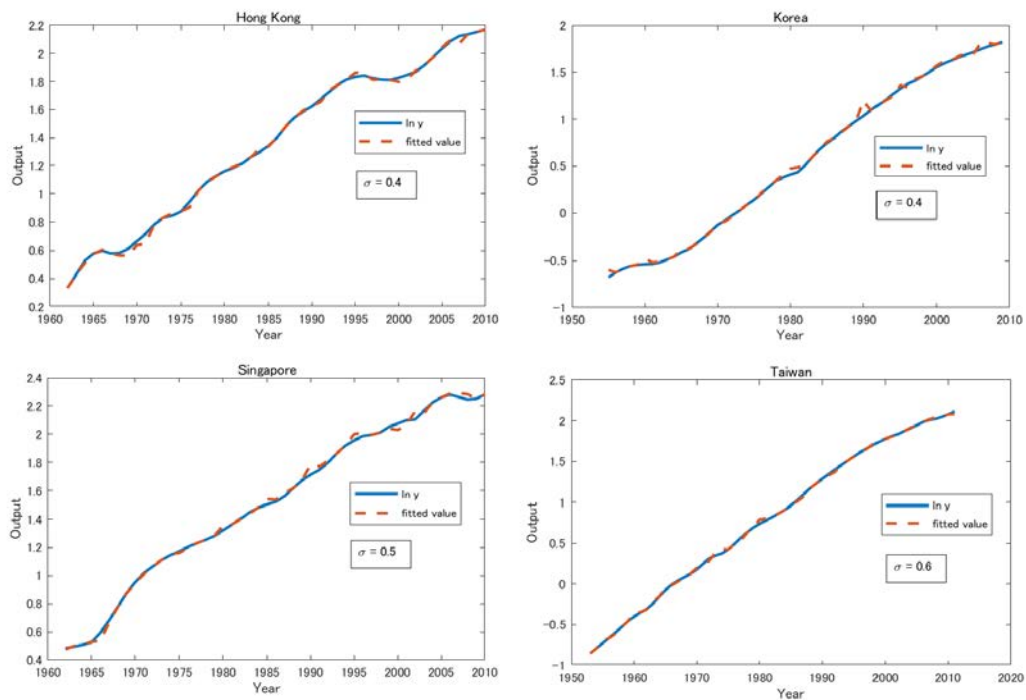 Hong Kong
2.2
2
1.8
1.6
1.4
1.2
1
0.8
0.6
0.4
0.2
Output
ln y
fitted value
σ = 0.4
1960 1965 1970 1975 1980 1985 1990 1995 2000 2005 2010
Year
Korea
2
1.5
1
0.5
0
-0.5
-1
Output
ln y
fitted value
σ = 0.4
1950 1960 1970 1980 1990 2000 2010 2020
Year
Singapore
2.4
2.2
2
1.8
1.6
1.4
1.2
1
0.8
0.6
0.4
Output
ln y
fitted value
σ = 0.5
1960 1965 1970 1975 1980 1985 1990 1995 2000 2005 2010
Year
Taiwan
2.5
2
1.5
1
0.5
0
-0.5
-1
Output
ln y
fitted value
σ = 0.6
1950 1960 1970 1980 1990 2000 2010 2020
Year